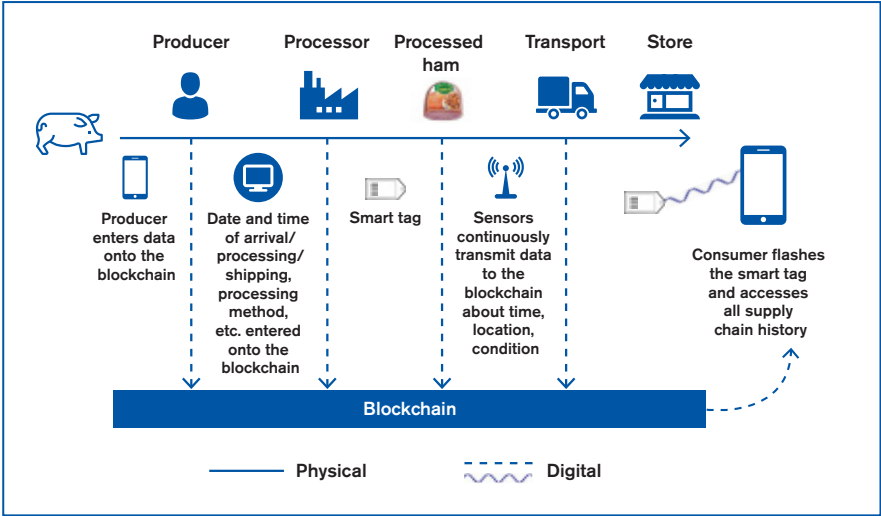 Producer
Processor
Processed
ham
Transport
Store
Producer
enters data
onto the
blockchain
Date and time
of arrival/
processing/
shipping,
processing
method,
etc. entered
onto the
blockchain
Smart tag
Sensors
continuously
transmit data
to the
blockchain
about time,
location,
condition
Consumer flashes
the smart tag
and accesses
all supply
chain history
Blockchain
Physical
Digital